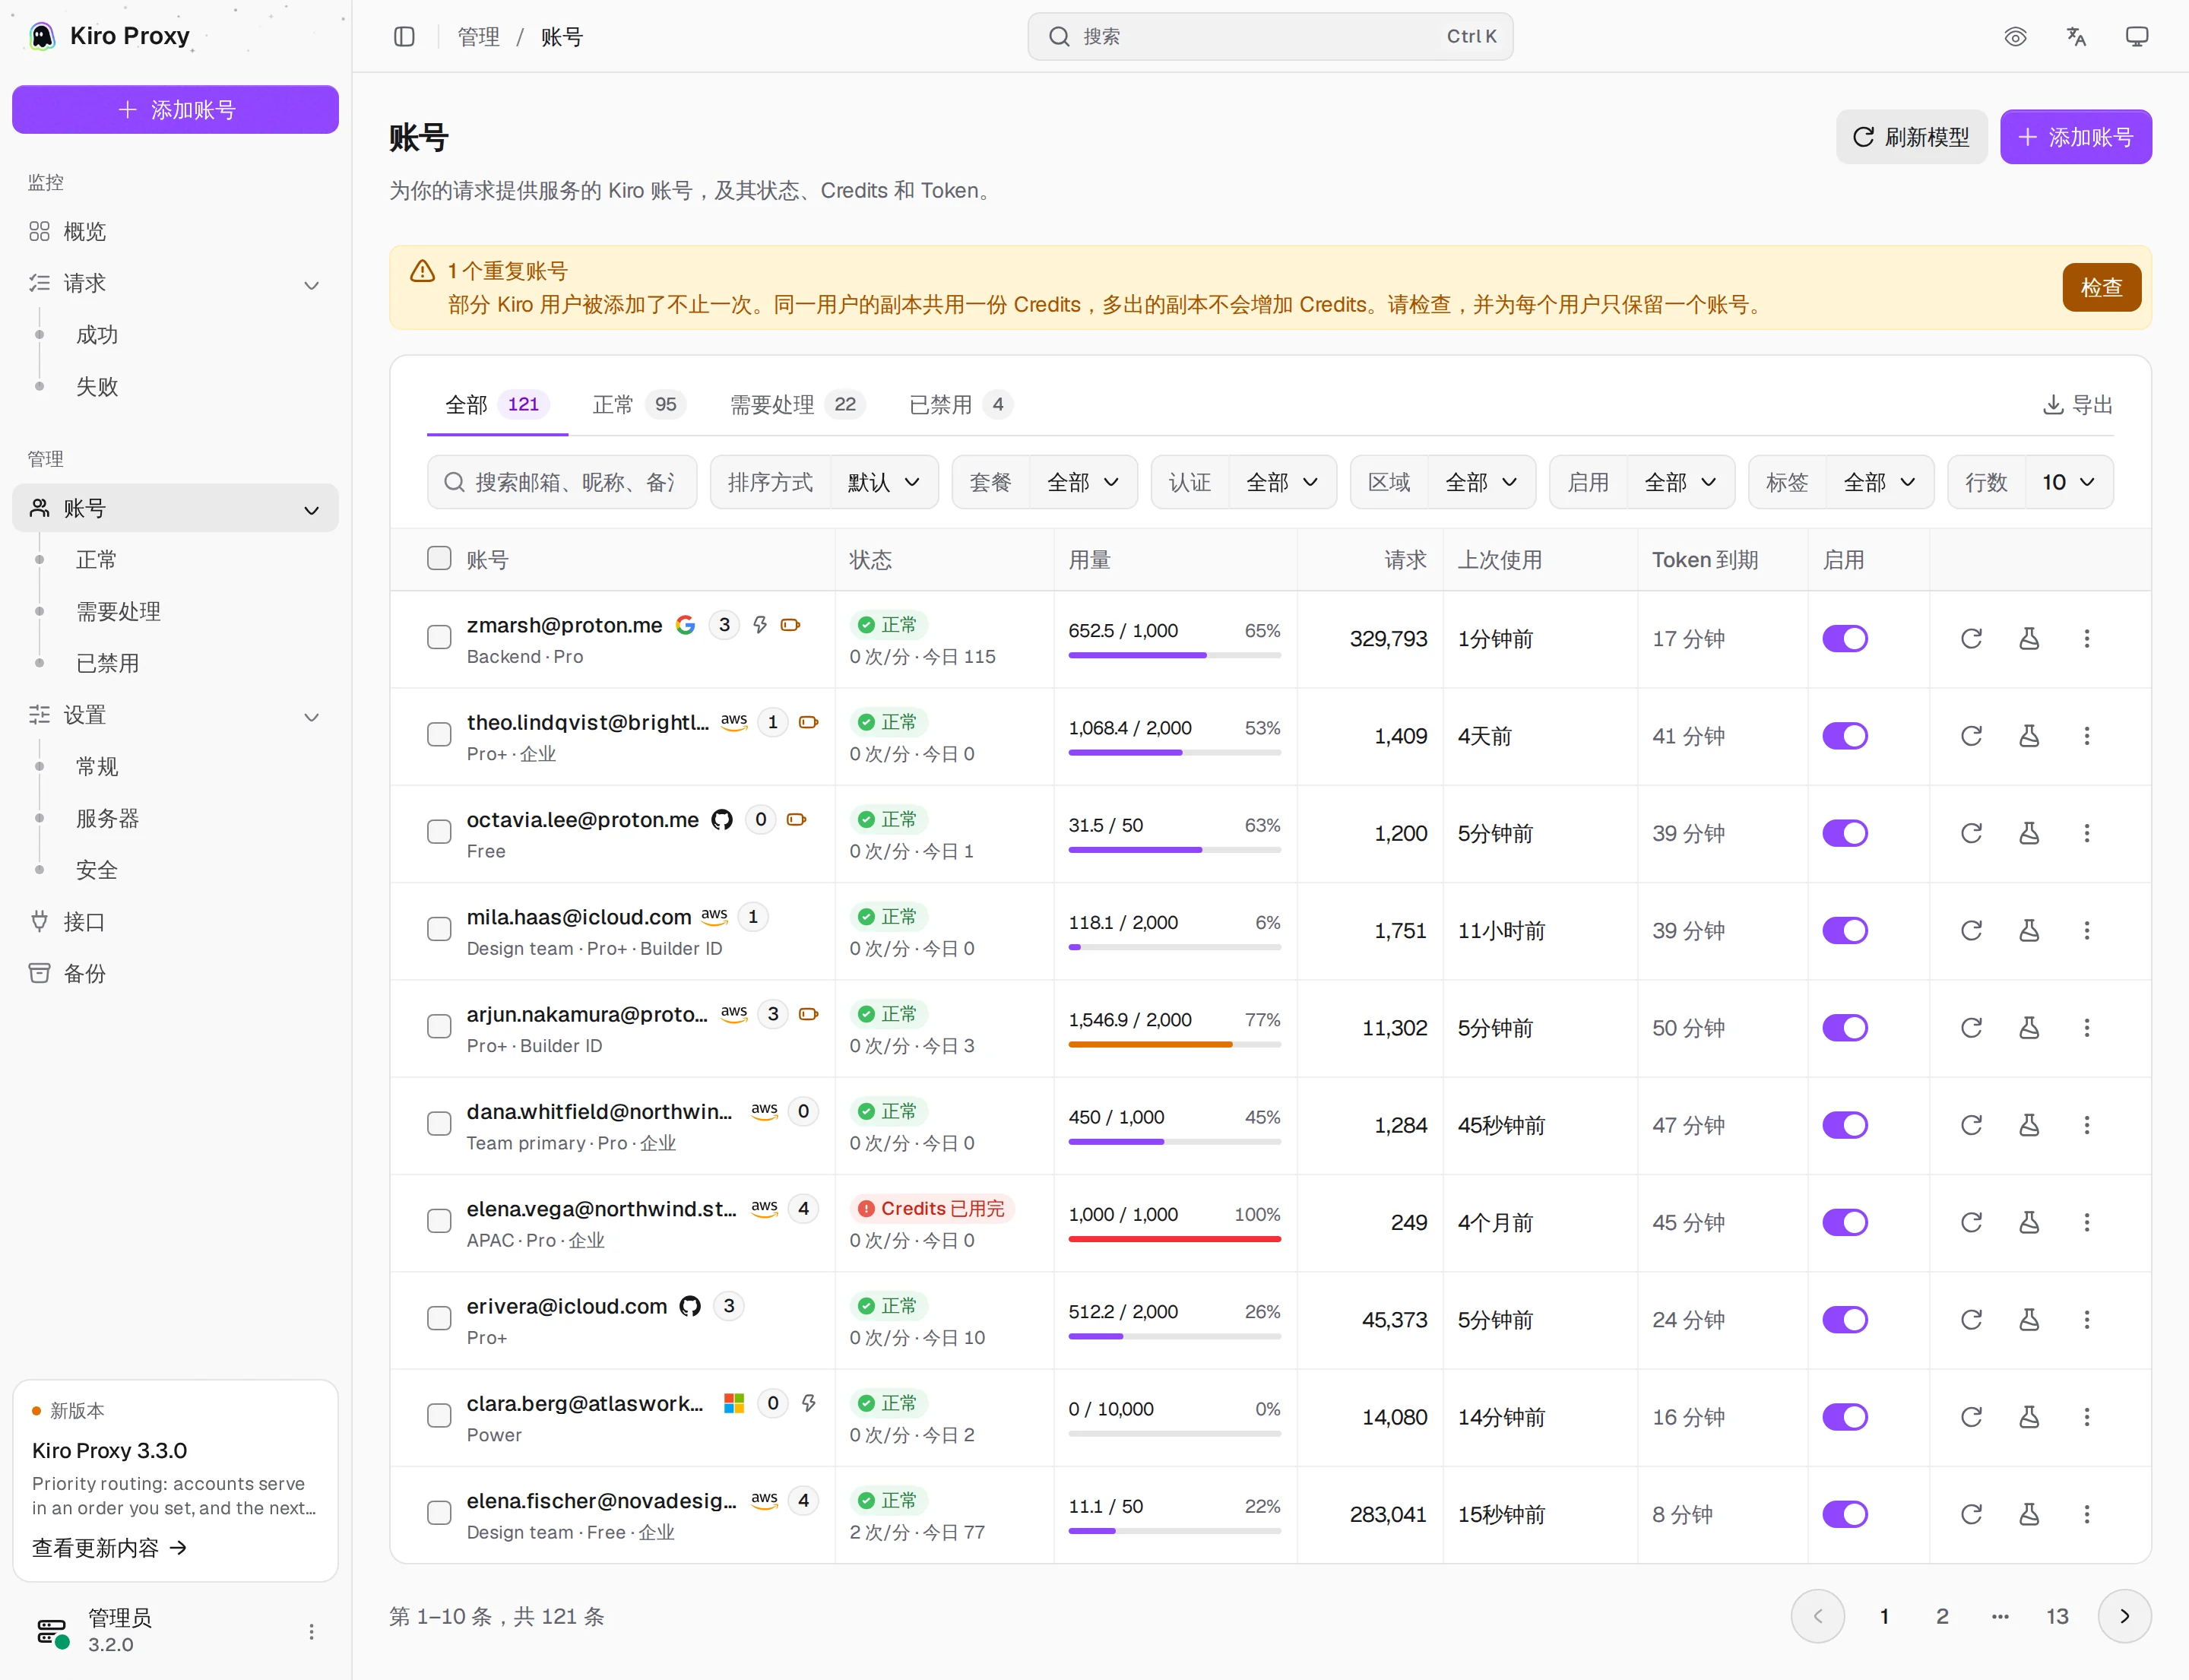 Kiro Proxy
添加账号
监控
概览
请求
成功
失败
管理
账号
正常
需要处理
已禁用
设置
常规
服务器
安全
接口
备份
新版本
Kiro Proxy 3.3.0
Priority routing: accounts serve
in an order you set, and the next…
查看更新内容
管理员
3.2.0
管理 / 账号
搜索 Ctrl K
账号
刷新模型
添加账号
为你的请求提供服务的 Kiro 账号，及其状态、Credits 和 Token。
1 个重复账号
部分 Kiro 用户被添加了不止一次。同一用户的副本共用一份 Credits，多出的副本不会增加 Credits。请检查，并为每个用户只保留一个账号。
检查
全部 121 正常 95 需要处理 22 已禁用 4 导出
搜索邮箱、昵称、备 排序方式 默认 套餐 全部 认证 全部 区域 全部 启用 全部 标签 全部 行数 10
账号 状态 用量 请求 上次使用 Token 到期 启用
zmarsh@proton.me 3 正常 652.5 / 1,000 65% 329,793 1分钟前 17 分钟
Backend · Pro 0 次/分 · 今日 115
theo.lindqvist@brightl… aws 1 正常 1,068.4 / 2,000 53% 1,409 4天前 41 分钟
Pro+ · 企业 0 次/分 · 今日 0
octavia.lee@proton.me 0 正常 31.5 / 50 63% 1,200 5分钟前 39 分钟
Free 0 次/分 · 今日 1
mila.haas@icloud.com aws 1 正常 118.1 / 2,000 6% 1,751 11小时前 39 分钟
Design team · Pro+ · Builder ID 0 次/分 · 今日 0
arjun.nakamura@proto… aws 3 正常 1,546.9 / 2,000 77% 11,302 5分钟前 50 分钟
Pro+ · Builder ID 0 次/分 · 今日 3
dana.whitfield@northwin… aws 0 正常 450 / 1,000 45% 1,284 45秒钟前 47 分钟
Team primary · Pro · 企业 0 次/分 · 今日 0
elena.vega@northwind.st… aws 4 Credits 已用完 1,000 / 1,000 100% 249 4个月前 45 分钟
APAC · Pro · 企业 0 次/分 · 今日 0
erivera@icloud.com 3 正常 512.2 / 2,000 26% 45,373 5分钟前 24 分钟
Pro+ 0 次/分 · 今日 10
clara.berg@atlaswork… 0 正常 0 / 10,000 0% 14,080 14分钟前 16 分钟
Power 0 次/分 · 今日 2
elena.fischer@novadesig… aws 4 正常 11.1 / 50 22% 283,041 15秒钟前 8 分钟
Design team · Free · 企业 2 次/分 · 今日 77
第 1–10 条，共 121 条
1 2 ··· 13